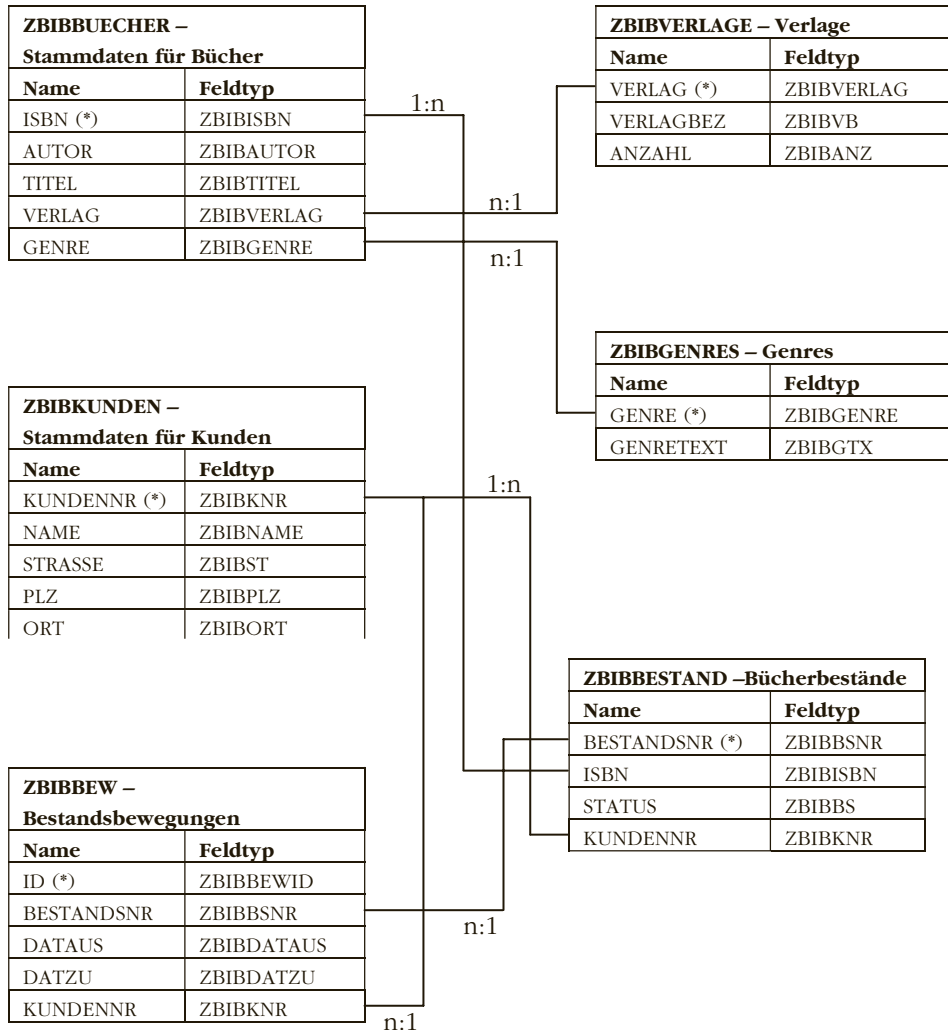 ZBIBBUECHER –
Stammdaten für Bücher
Name Feldtyp
ISBN (*) ZBIBISBN
AUTOR ZBIBAUTOR
TITEL ZBIBTITEL
VERLAG ZBIBVERLAG
GENRE ZBIBGENRE
1:n
n:1
n:1
ZBIBVERLAGE – Verlage
Name Feldtyp
VERLAG (*) ZBIBVERLAG
VERLAGBEZ ZBIBVB
ANZAHL ZBIBANZ
ZBIBGENRES – Genres
Name Feldtyp
GENRE (*) ZBIBGENRE
GENRETEXT ZBIBGTX
ZBIBKUNDEN –
Stammdaten für Kunden
Name Feldtyp
KUNDENNR (*) ZBIBKNR
NAME ZBIBNAME
STRASSE ZBIBST
PLZ ZBIBPLZ
ORT ZBIBORT
1:n
ZBIBBESTAND –Bücherbestände
Name Feldtyp
BESTANDSNR (*) ZBIBBSNR
ISBN ZBIBISBN
STATUS ZBIBBS
KUNDENNR ZBIBKNR
ZBIBBEW –
Bestandsbewegungen
Name Feldtyp
ID (*) ZBIBBEWID
BESTANDSNR ZBIBBSNR
DATAUS ZBIBDATAUS
DATZU ZBIBDATZU
KUNDENNR ZBIBKNR
n:1
n:1